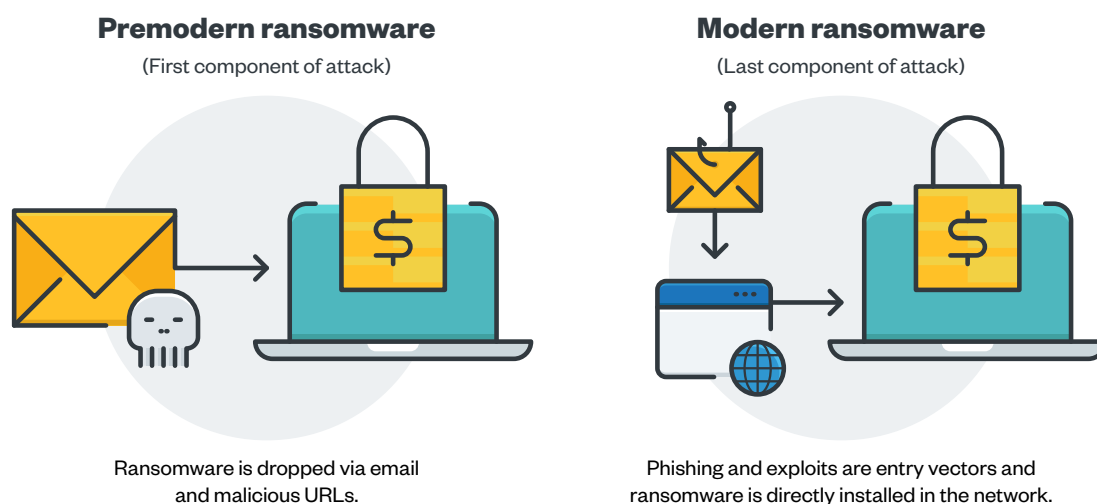 Premodern ransomware
(First component of attack)
Modern ransomware
(Last component of attack)
$
$
Ransomware is dropped via email
and malicious URLs.
Phishing and exploits are entry vectors and
ransomware is directly installed in the network.